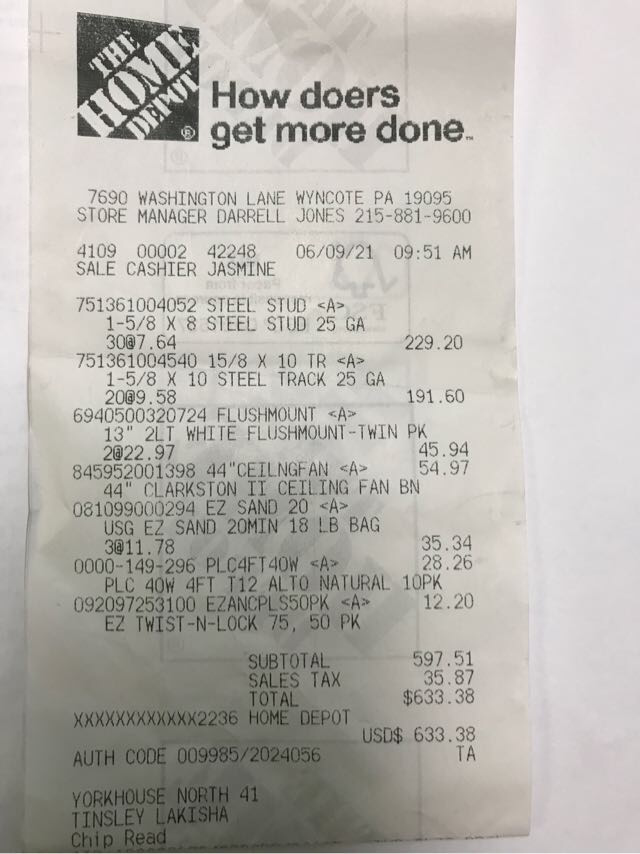 THE
HOME
DEPOT
®
How doers
get more done™
7690 WASHINGTON LANE WYNCOTE PA 19095
STORE MANAGER DARRELL JONES 215-881-9600
4109 00002 42248 06/09/21 09:51 AM
SALE CASHIER JASMINE
751361004052 STEEL STUD <A>
1-5/8 X 8 STEEL STUD 25 GA
30@7.64 229.20
751361004540 15/8 X 10 TR <A>
1-5/8 X 10 STEEL TRACK 25 GA
20@9.58 191.60
6940500320724 FLUSHMOUNT <A>
13" 2LT WHITE FLUSHMOUNT-TWIN PK
2@22.97 45.94
845952001398 44"CEILNGFAN <A> 54.97
44" CLARKSTON II CEILING FAN BN
081099000294 EZ SAND 20 <A>
USG EZ SAND 20MIN 18 LB BAG
3@11.78 35.34
0000-149-296 PLC4FT40W <A> 28.26
PLC 40W 4FT T12 ALTO NATURAL 10PK
092097253100 EZANCPLS50PK <A> 12.20
EZ TWIST-N-LOCK 75, 50 PK
SUBTOTAL 597.51
SALES TAX 35.87
TOTAL $633.38
XXXXXXXXXXXX2236 HOME DEPOT
USD$ 633.38
AUTH CODE 009985/2024056 TA
YORKHOUSE NORTH 41
TINSLEY LAKISHA
Chip Read